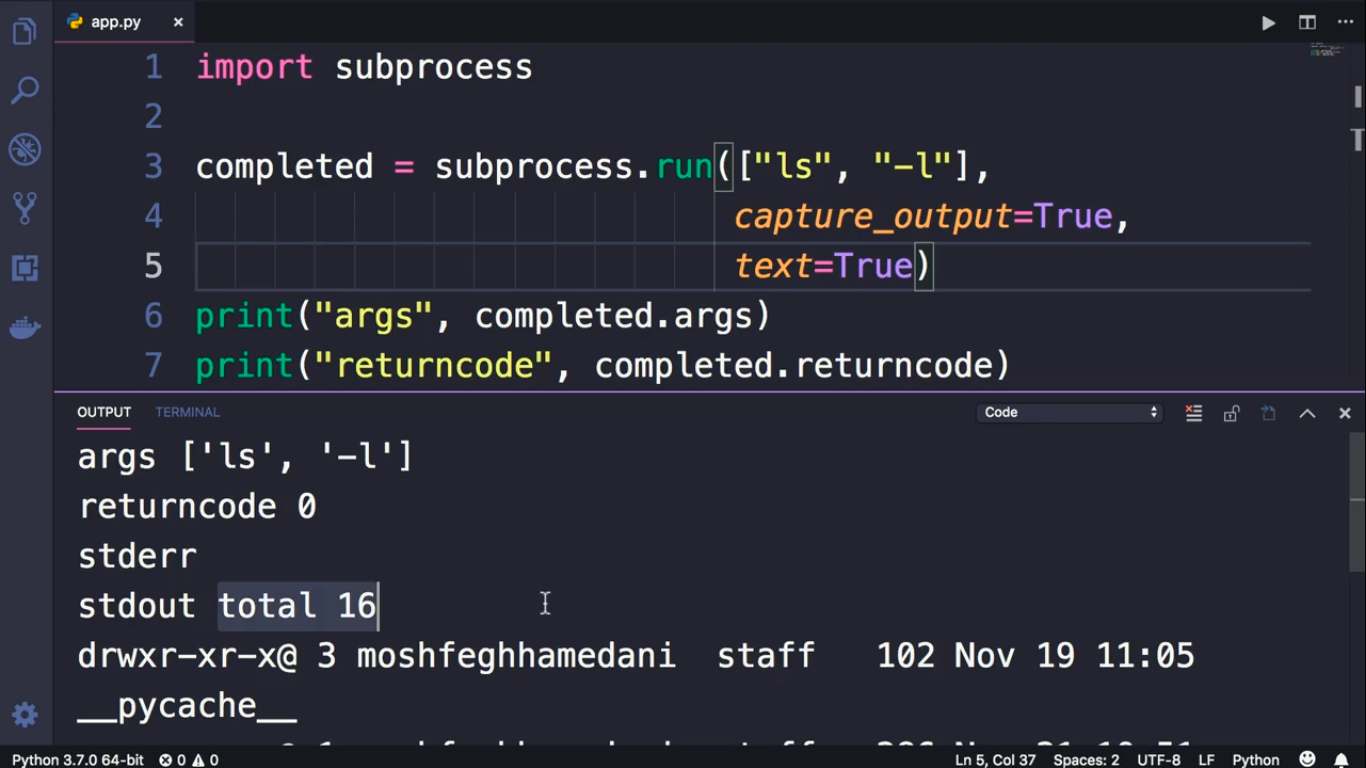 app.py
1 import subprocess
2
3 completed = subprocess.run(["ls", "-l"],
4 capture_output=True,
5 text=True)
6 print("args", completed.args)
7 print("returncode", completed.returncode)
OUTPUT TERMINAL Code
args ['ls', '-l']
returncode 0
stderr
stdout total 16
drwxr-xr-x@ 3 moshfeghhamedani staff 102 Nov 19 11:05
__pycache__
Python 3.7.0 64-bit 0 0 Ln 5, Col 37 Spaces: 2 UTF-8 LF Python